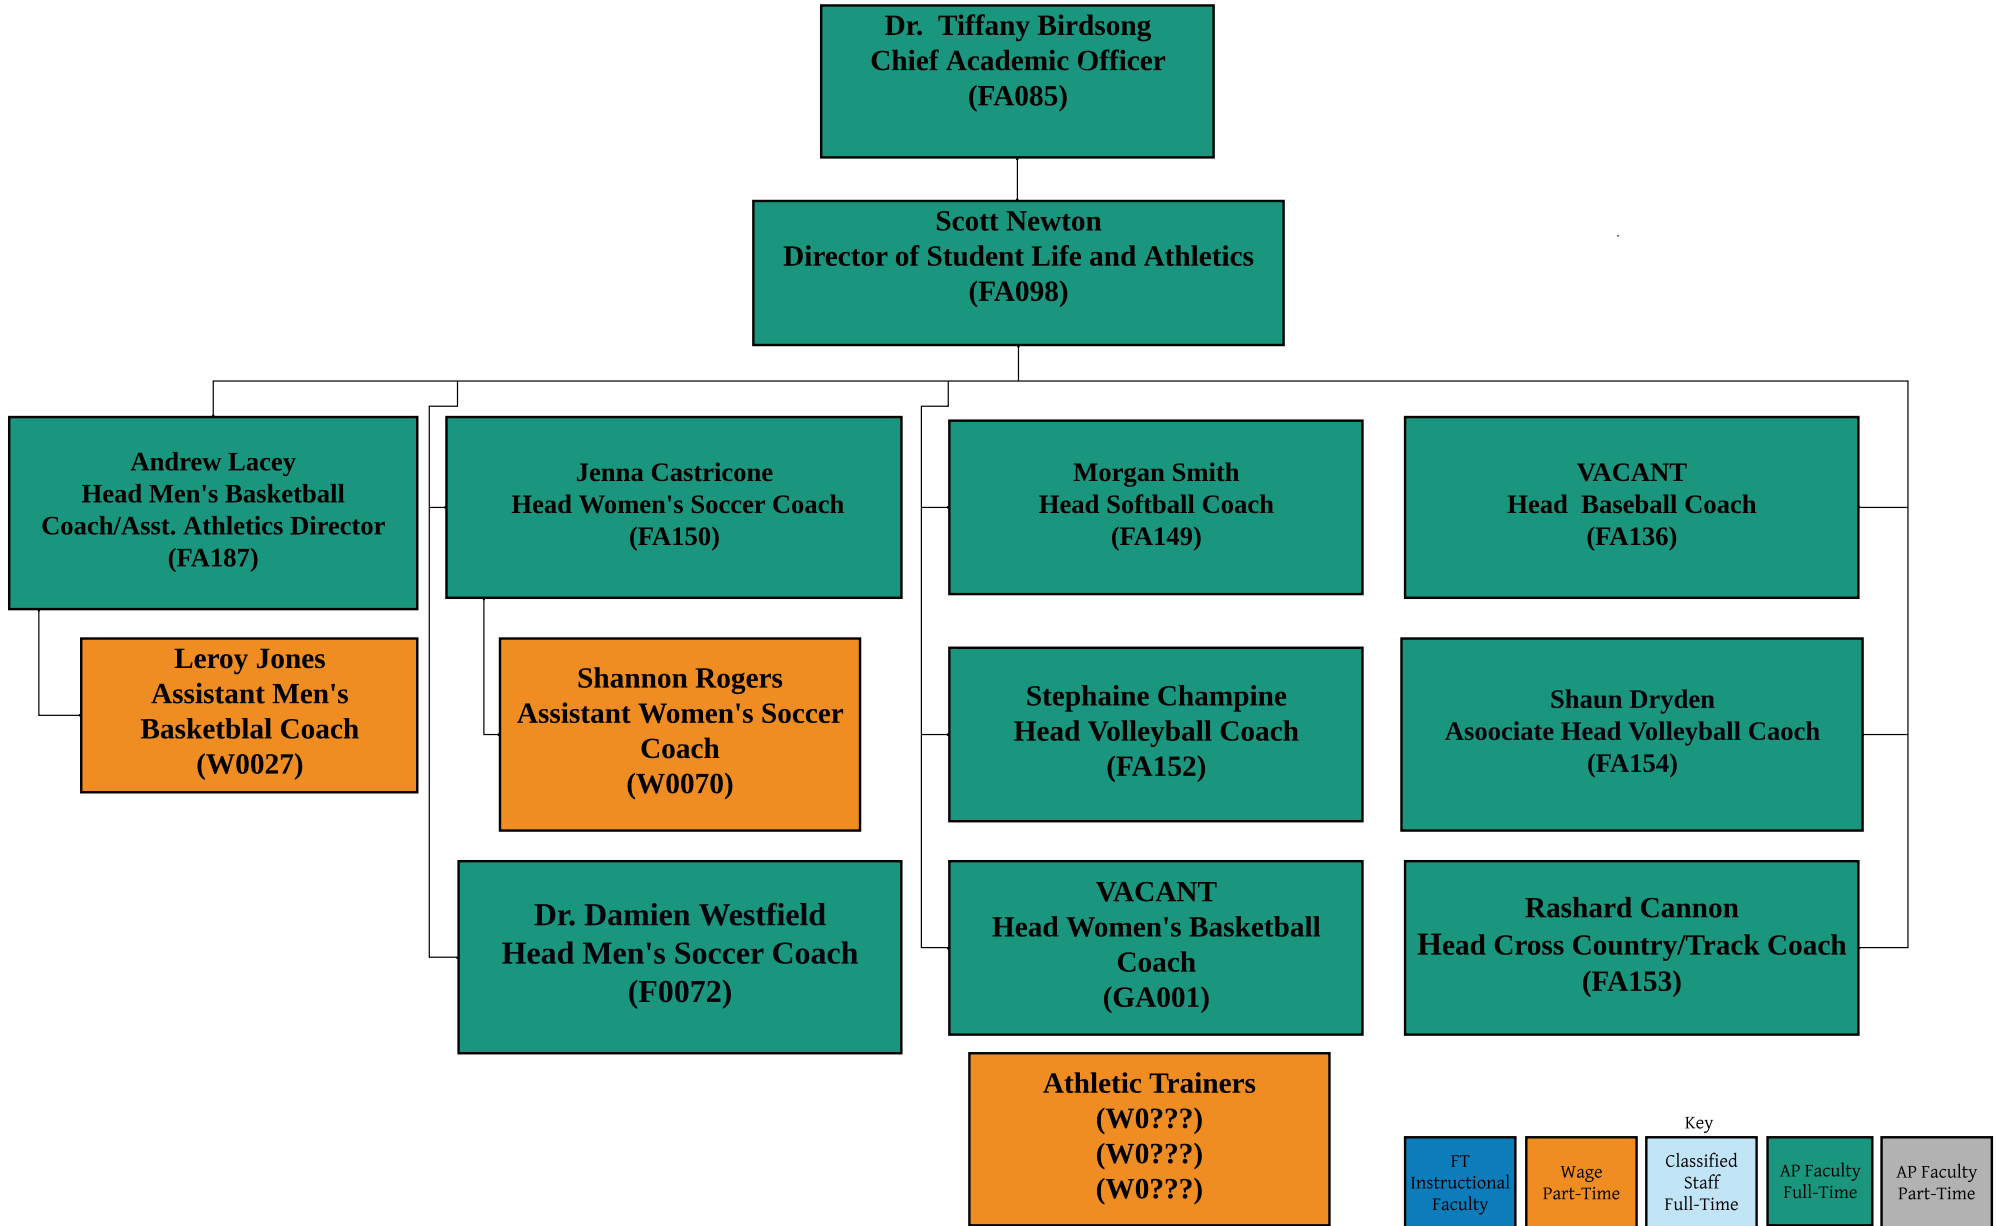 Dr.  Tiffany Birdsong
Chief Academic Officer
(FA085)
Scott Newton
Director of Student Life and Athletics
(FA098)
Andrew Lacey
Head Men's Basketball
Coach/Asst. Athletics Director
(FA187)
Jenna Castricone
Head Women's Soccer Coach
(FA150)
Morgan Smith
Head Softball Coach
(FA149)
VACANT
Head  Baseball Coach
(FA136)
Leroy Jones
Assistant Men's
Basketblal Coach
(W0027)
Shannon Rogers
Assistant Women's Soccer
Coach
(W0070)
Stephaine Champine
Head Volleyball Coach
(FA152)
Shaun Dryden
Asoociate Head Volleyball Caoch
(FA154)
Dr. Damien Westfield
Head Men's Soccer Coach
(F0072)
VACANT
Head Women's Basketball
Coach
(GA001)
Rashard Cannon
Head Cross Country/Track Coach
(FA153)
Athletic Trainers
(W0???)
(W0???)
(W0???)
Key
FT
Instructional
Faculty
Wage
Part-Time
Classified
Staff
Full-Time
AP Faculty
Full-Time
AP Faculty
Part-Time